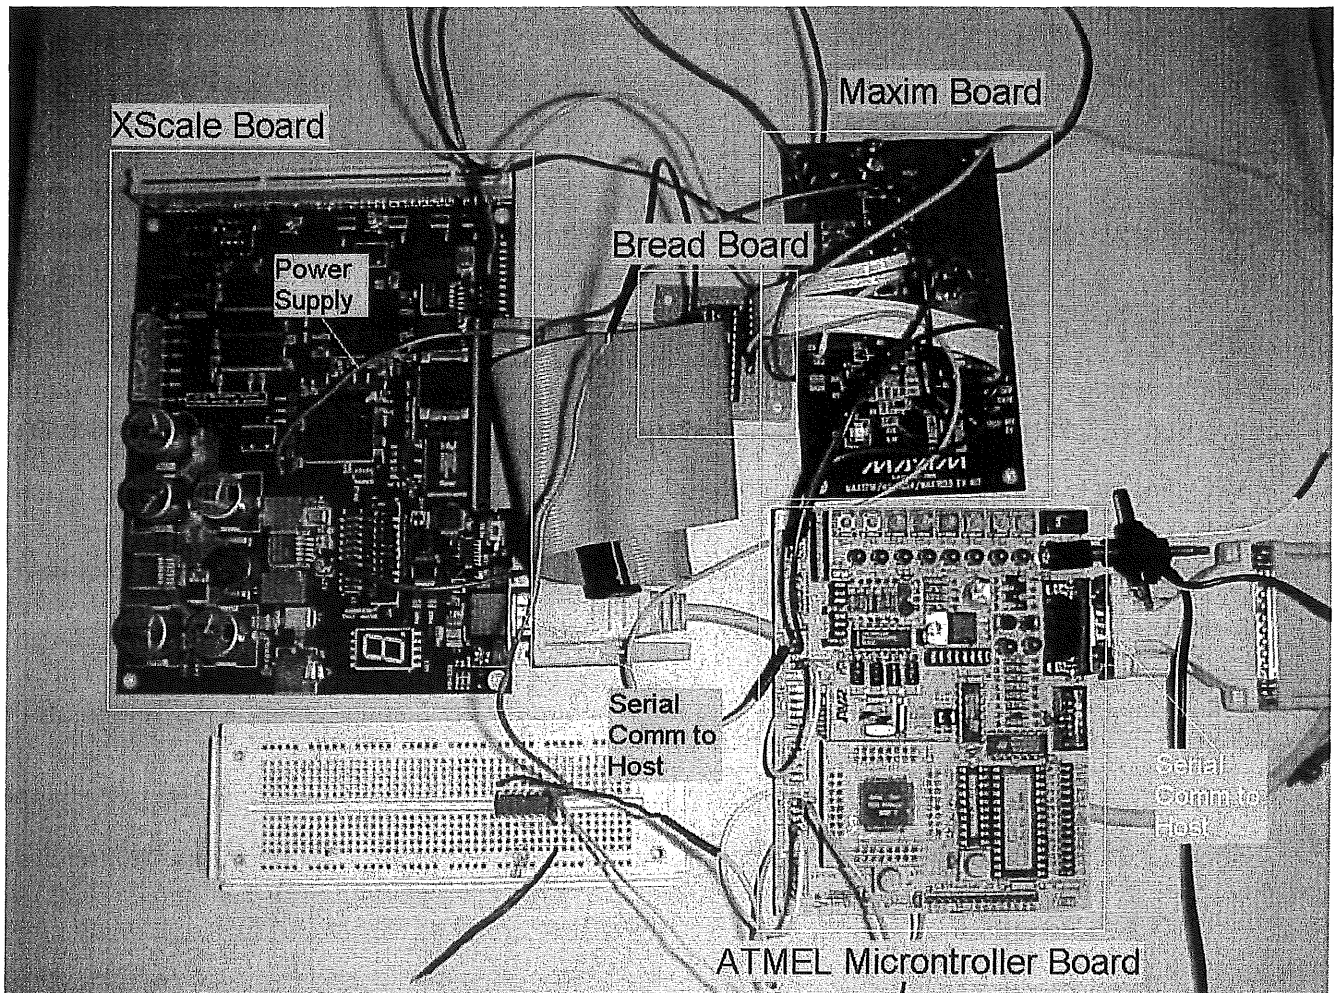 Maxim Board
XScale Board
Bread Board
Power
Supply
MAXIM
Serial
Comm to
Host
AVR
Serial
Comm to
Host
ATMEL Microntroller Board